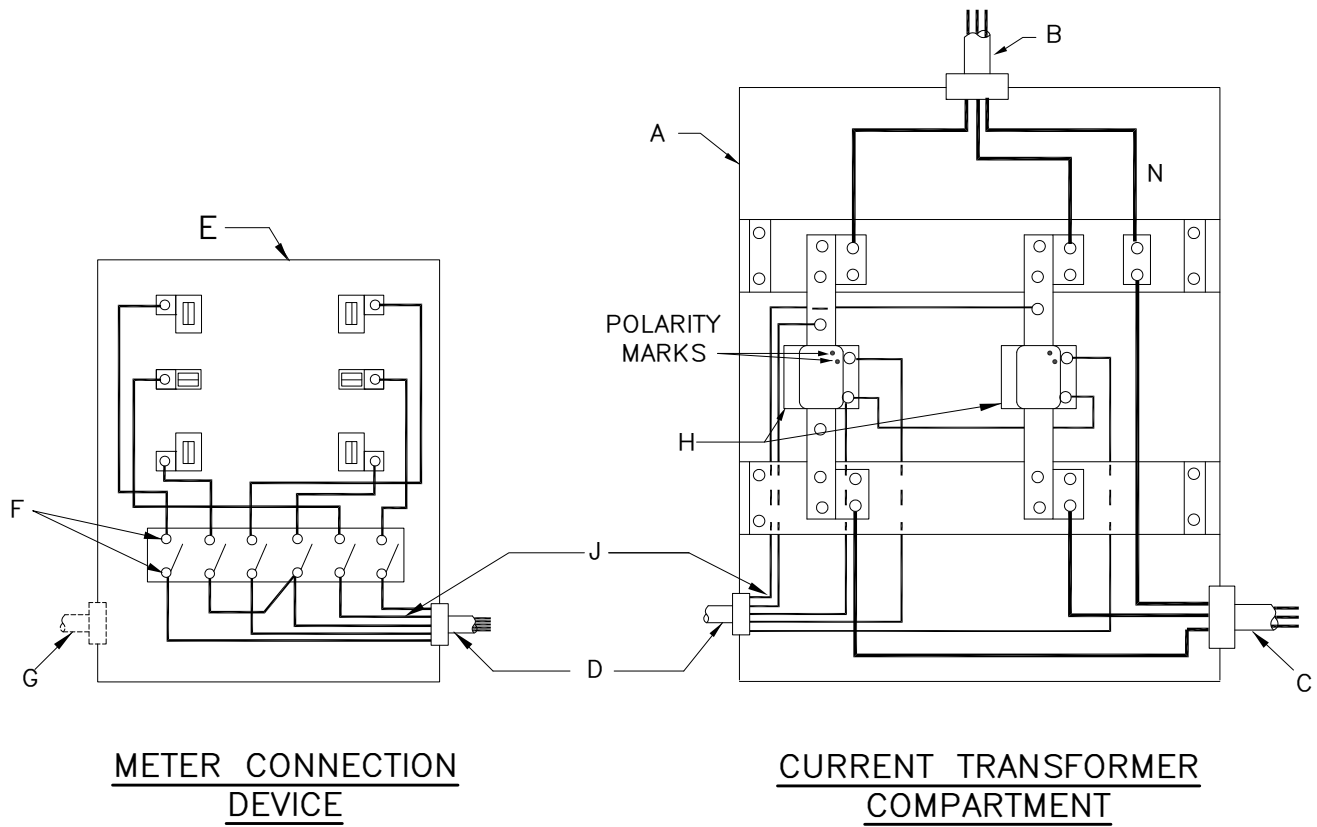 B
A
N
E
POLARITY
MARKS
H
F
J
D
G
C
METER CONNECTION
DEVICE
CURRENT TRANSFORMER
COMPARTMENT